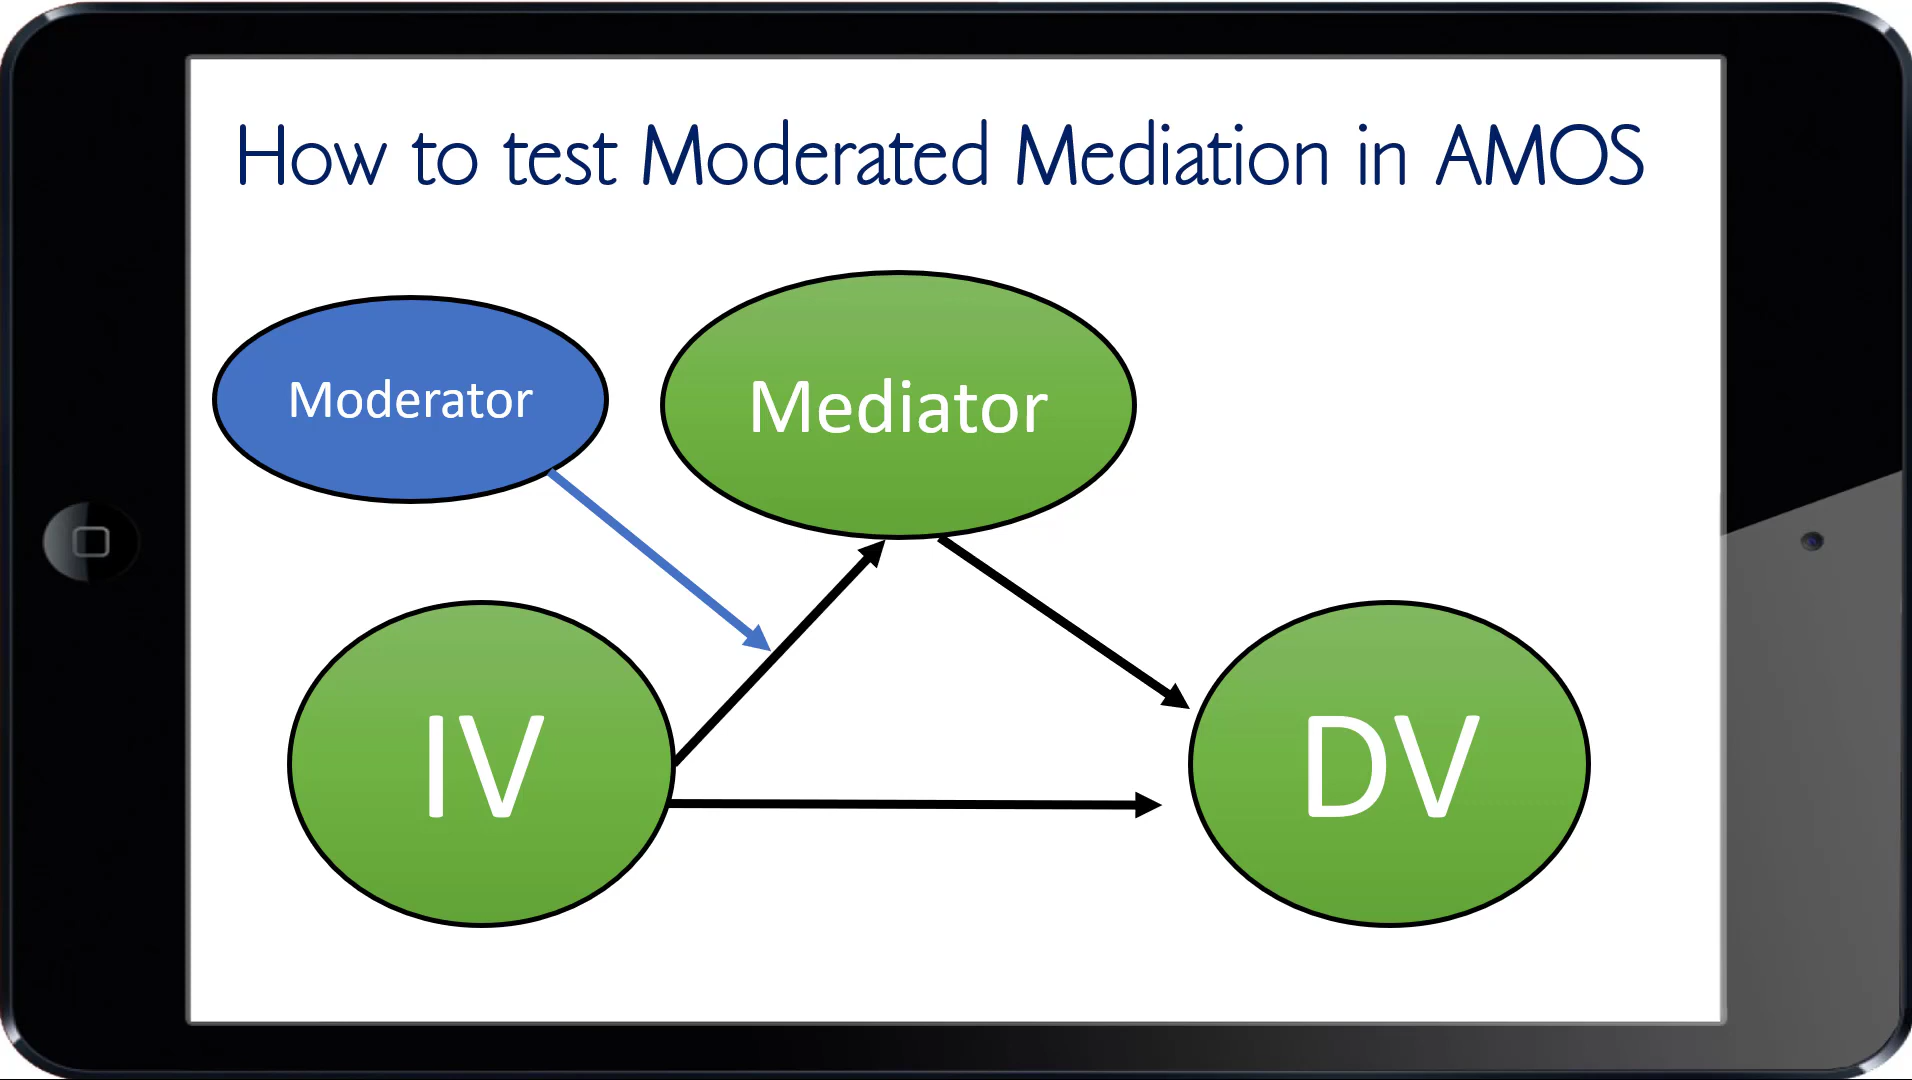 How to test Moderated Mediation in AMOS
Moderator
Mediator
IV
DV